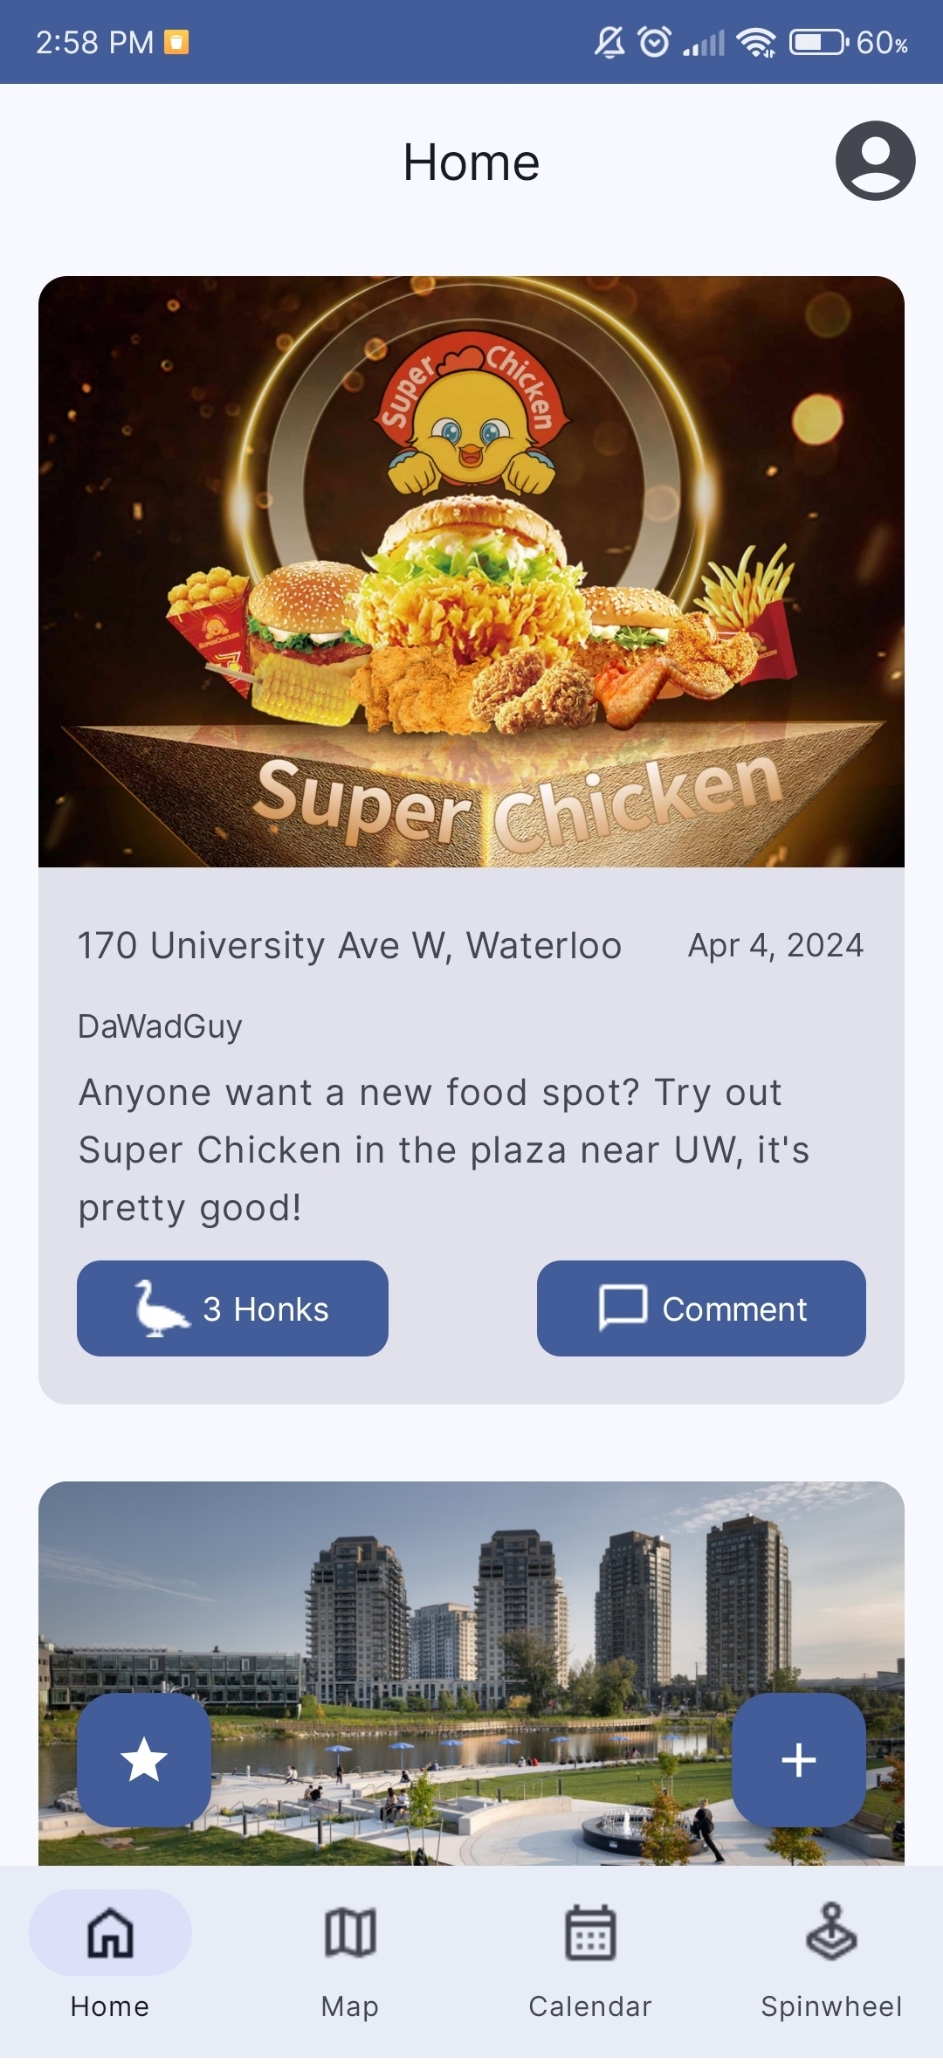 2:58 PM
60%
Home
Super Chicken
SUPERCHICKEN
Super Chicken
170 University Ave W, Waterloo
Apr 4, 2024
DaWadGuy
Anyone want a new food spot? Try out
Super Chicken in the plaza near UW, it's
pretty good!
3 Honks
Comment
Home
Map
Calendar
Spinwheel